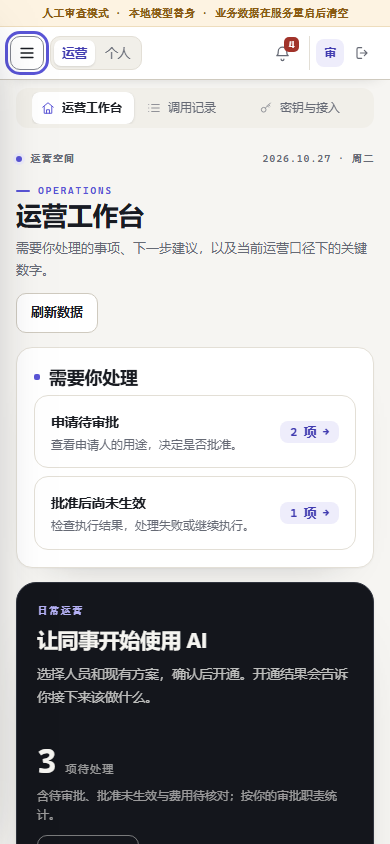 人工审查模式 · 本地模型替身 · 业务数据在服务重启后清空
运营 个人 4 审
运营工作台 调用记录 密钥与接入
运营空间 2026.10.27 · 周二
OPERATIONS
运营工作台
需要你处理的事项、下一步建议，以及当前运营口径下的关键
数字。
刷新数据
需要你处理
申请待审批
查看申请人的用途，决定是否批准。
2 项 →
批准后尚未生效
检查执行结果，处理失败或继续执行。
1 项 →
日常运营
让同事开始使用 AI
选择人员和现有方案，确认后开通。开通结果会告诉
你接下来该做什么。
3 项待处理
含待审批、批准未生效与费用待核对；按你的审批职责统
计。